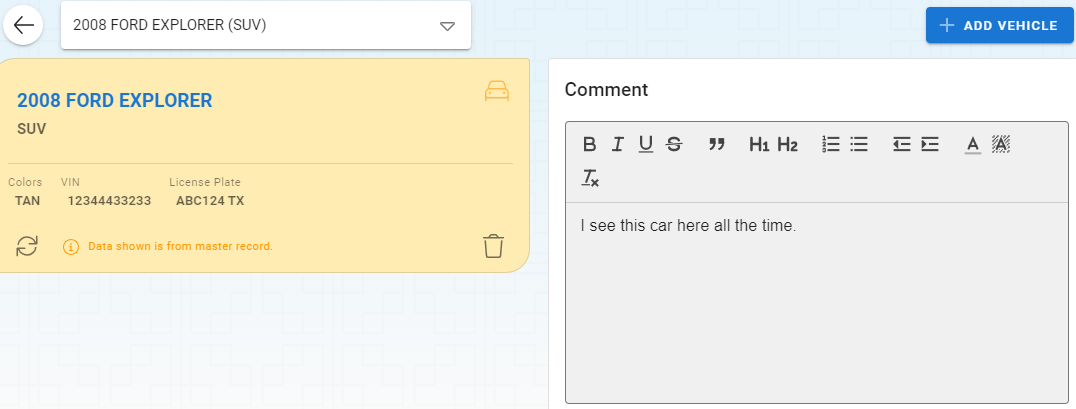 2008 FORD EXPLORER (SUV)
ADD VEHICLE
2008 FORD EXPLORER
SUV
Colors VIN License Plate
TAN 12344433233 ABC124 TX
Data shown is from master record.
Comment
B I U S " H1 H2 A A
Tx
I see this car here all the time.